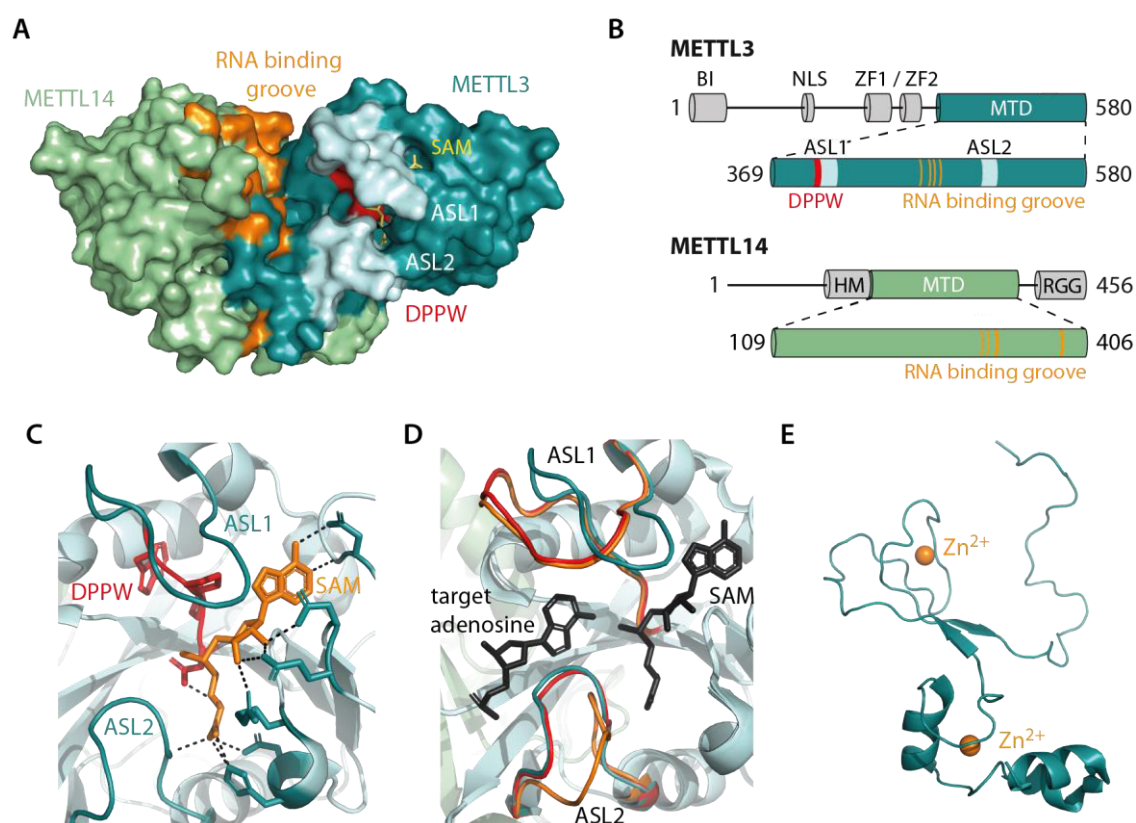 A
RNA binding
groove
METTL14
METTL3
SAM
ASL1
ASL2
DPPW
B
METTL3
BI NLS ZF1 / ZF2
1 MTD 580
ASL1 ASL2
369 580
DPPW RNA binding groove
METTL14
1 HM MTD RGG 456
109 406
RNA binding groove
C
ASL1
DPPW
SAM
ASL2
D
ASL1
target
adenosine
SAM
ASL2
E
Zn2+
Zn2+